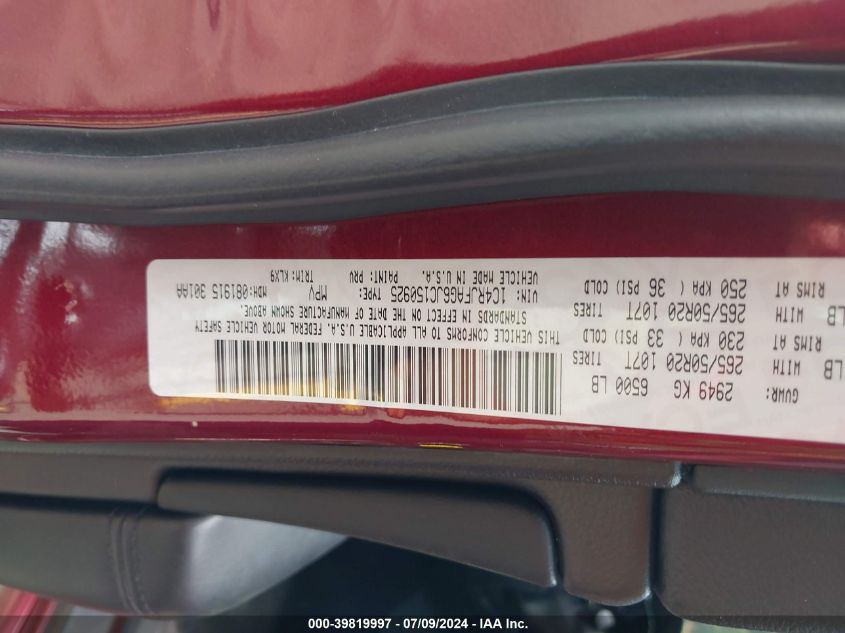 GVWR:
2949 KG 6500 LB
LB WITH 265/50R20 107T TIRES
RIMS AT 230 KPA ( 33 PSI) COLD
LB WITH 265/50R20 107T TIRES
RIMS AT 250 KPA ( 36 PSI) COLD
THIS VEHICLE CONFORMS TO ALL APPLICABLE U.S.A. FEDERAL MOTOR VEHICLE SAFETY
STANDARDS IN EFFECT ON THE DATE OF MANUFACTURE SHOWN ABOVE.
VIN: 1C4RJFAG6JC150925 TYPE: MPV MDH:081915 301AA
VEHICLE MADE IN U.S.A. PAINT: PRV TRIM:KLX9
000-39819997 - 07/09/2024 - IAA Inc.